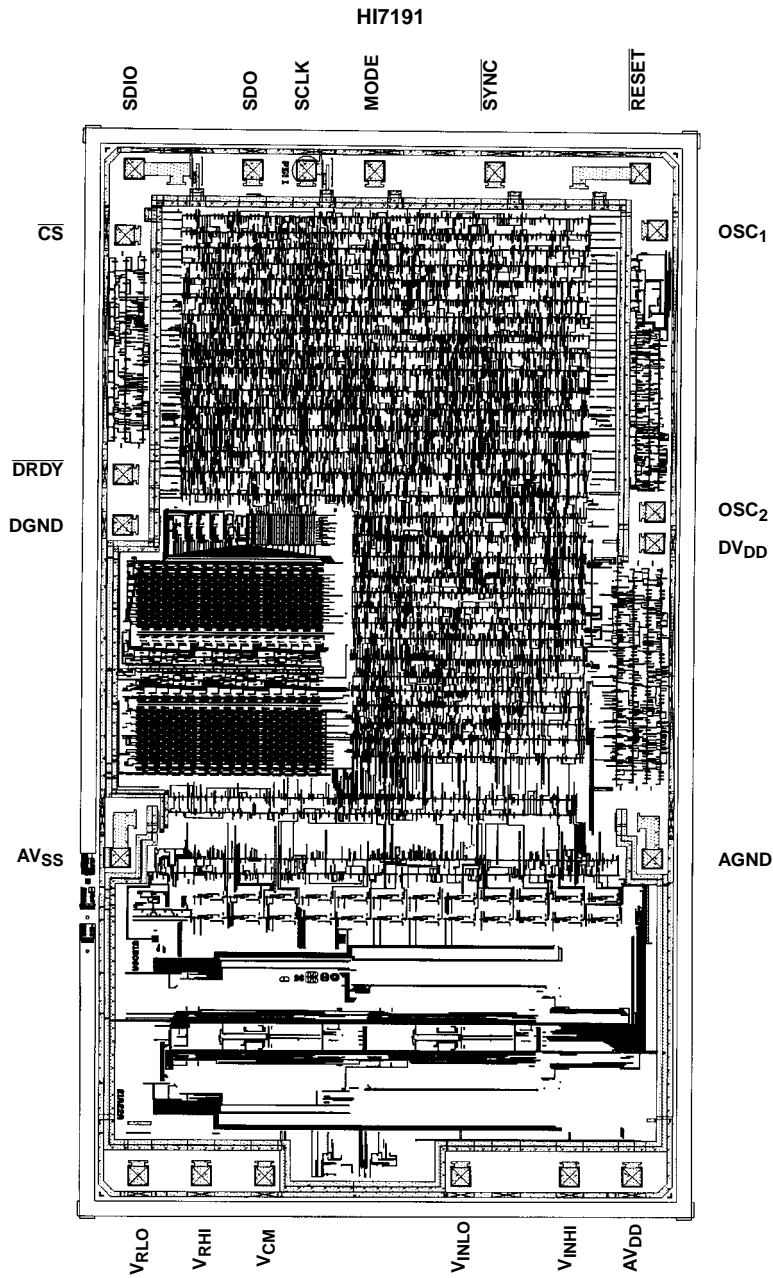 HI7191
SDIO
SDO
SCLK
MODE
SYNC
RESET
CS
OSC1
DRDY
DGND
OSC2
DVDD
AVSS
AGND
VRLO
VRHI
VCM
VINLO
VINHI
AVDD